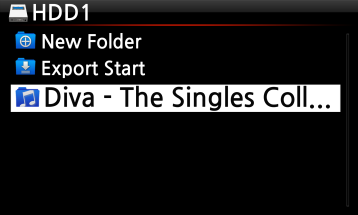 HDD1
New Folder
Export Start
Diva - The Singles Coll...